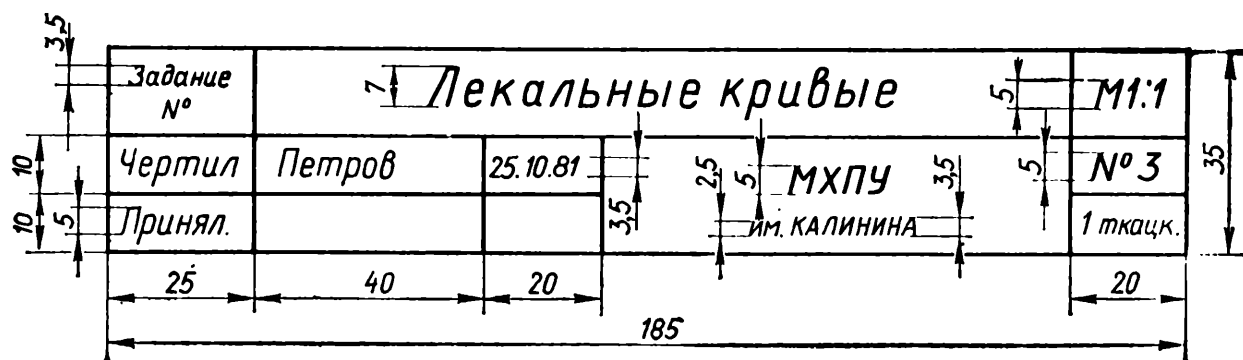 3,5
Задание
№
7
Лекальные кривые
5
М1:1
35
10
Чертил
Петров
25.10.81
3,5
2,5
5
МХПУ
3,5
5
№ 3
10
5
Принял.
им. КАЛИНИНА
1 ткацк.
25
40
20
20
185